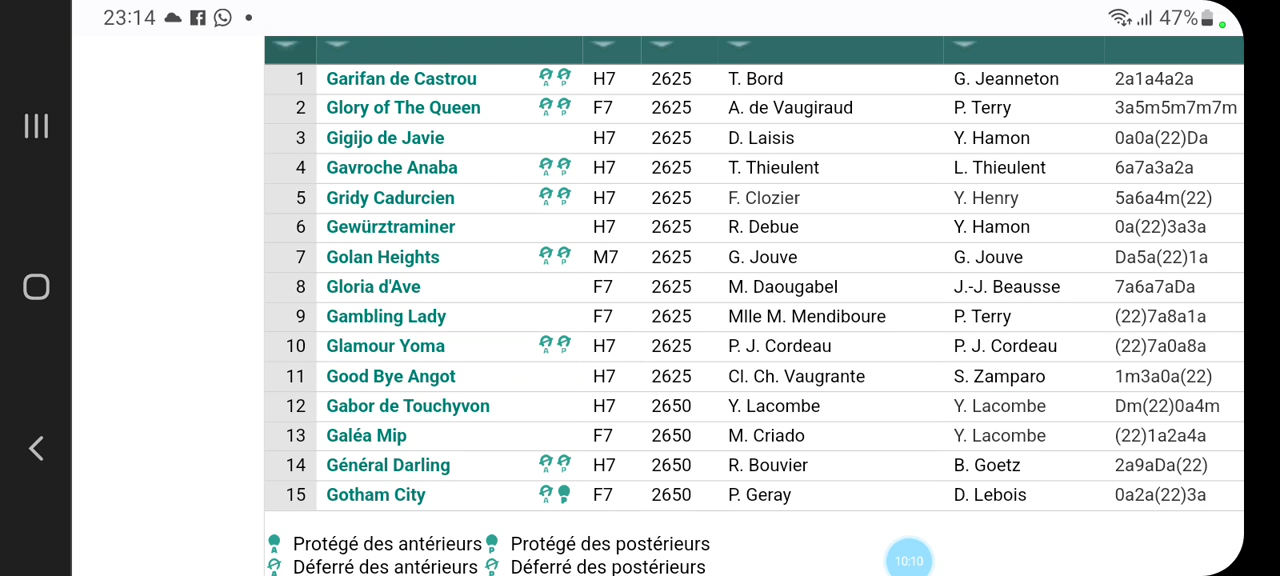 23:14 47%
1 Garifan de Castrou A P H7 2625 T. Bord G. Jeanneton 2a1a4a2a
2 Glory of The Queen A P F7 2625 A. de Vaugiraud P. Terry 3a5m5m7m7m
3 Gigijo de Javie H7 2625 D. Laisis Y. Hamon 0a0a(22)Da
4 Gavroche Anaba A P H7 2625 T. Thieulent L. Thieulent 6a7a3a2a
5 Gridy Cadurcien A P H7 2625 F. Clozier Y. Henry 5a6a4m(22)
6 Gewürztraminer H7 2625 R. Debue Y. Hamon 0a(22)3a3a
7 Golan Heights A P M7 2625 G. Jouve G. Jouve Da5a(22)1a
8 Gloria d'Ave F7 2625 M. Daougabel J.-J. Beausse 7a6a7aDa
9 Gambling Lady F7 2625 Mlle M. Mendiboure P. Terry (22)7a8a1a
10 Glamour Yoma A P H7 2625 P. J. Cordeau P. J. Cordeau (22)7a0a8a
11 Good Bye Angot H7 2625 Cl. Ch. Vaugrante S. Zamparo 1m3a0a(22)
12 Gabor de Touchyvon H7 2650 Y. Lacombe Y. Lacombe Dm(22)0a4m
13 Galéa Mip F7 2650 M. Criado Y. Lacombe (22)1a2a4a
14 Général Darling A P H7 2650 R. Bouvier B. Goetz 2a9aDa(22)
15 Gotham City A P F7 2650 P. Geray D. Lebois 0a2a(22)3a
A Protégé des antérieurs P Protégé des postérieurs
A Déferré des antérieurs P Déferré des postérieurs
10:10